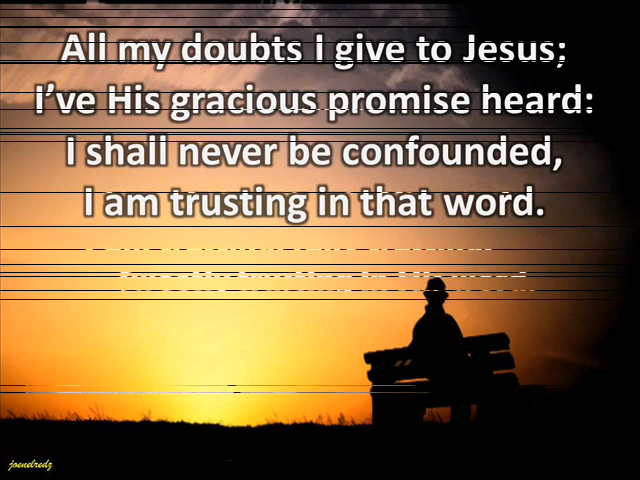 All my doubts I give to Jesus;
I've His gracious promise heard:
I shall never be confounded,
I am trusting in that word.
joenelredz